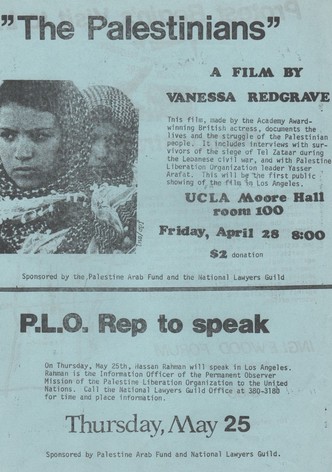 "The Palestinians"
A FILM BY
VANESSA REDGRAVE
This film, made by the Academy Award-
winning British actress, documents the
lives and the struggle of the Palestinian
people. It includes interviews with sur-
vivors of the siege of Tel Zataar during
the Lebanese civil war, and with Palestine
Liberation Organization leader Yasser
Arafat. This will be the first public
showing of the film in Los Angeles.
UCLA Moore Hall
room 100
Friday, April 28 8:00
$2 donation
Sponsored by the Palestine Arab Fund and the National Lawyers Guild
P.L.O. Rep to speak
On Thursday, May 25th, Hassan Rahman will speak in Los Angeles.
Rahman is the Information Officer of the Permanent Observer
Mission of the Palestine Liberation Organization to the United
Nations. Call the National Lawyers Guild Office at 380-3180
for time and place information.
Thursday, May 25
Sponsored by Palestine Arab Fund and National Lawyers Guild.